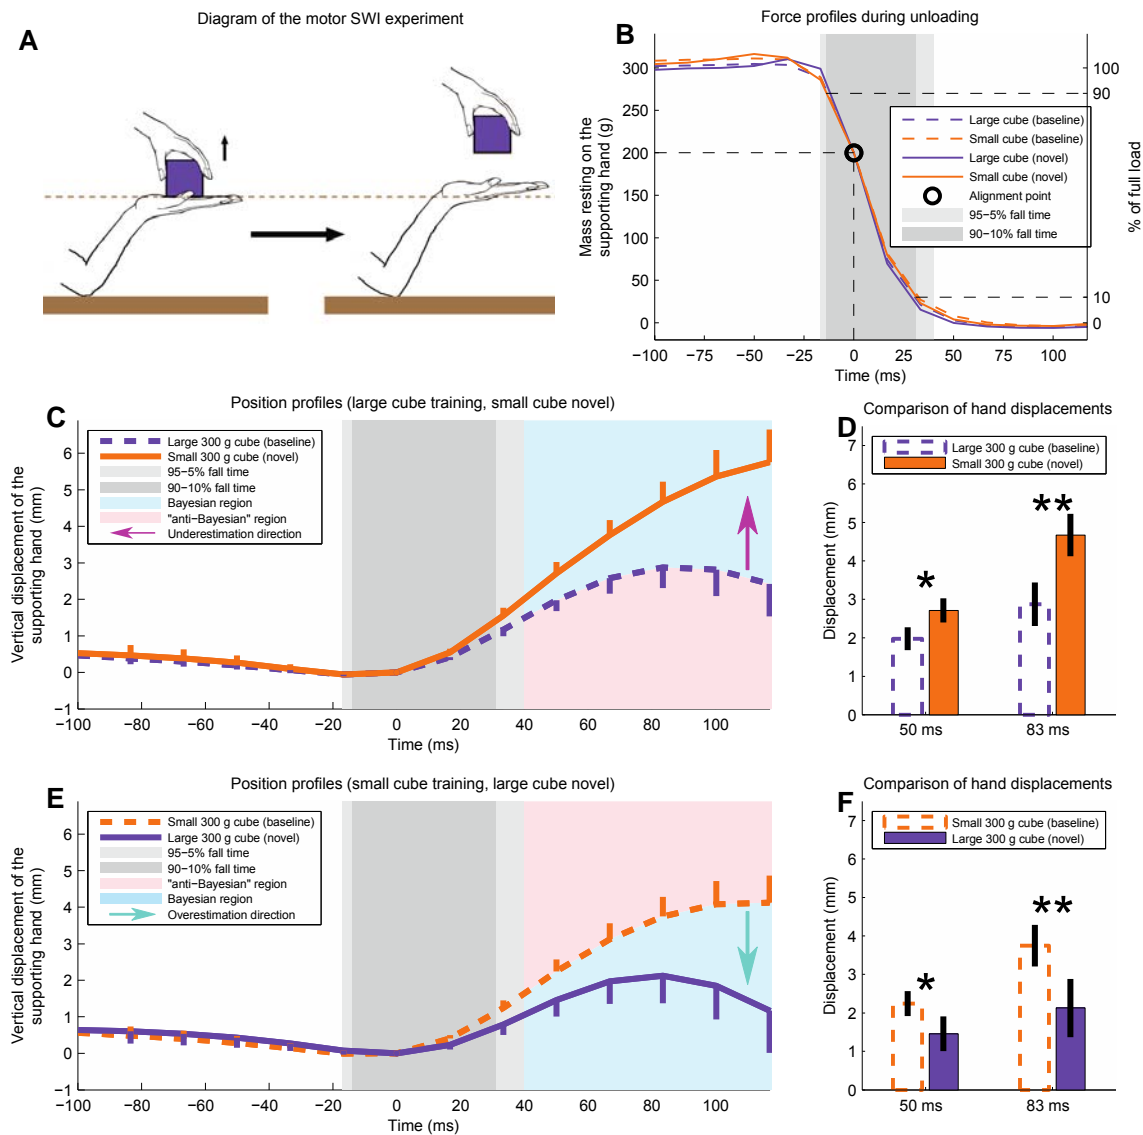 Diagram of the motor SWI experiment
A
Force profiles during unloading
B
Mass resting on the
supporting hand (g)
300
250
200
150
100
50
0
−100
−75
−50
−25
0
25
50
75
100
Time (ms)
100
90
10
0
% of full load
Large cube (baseline)
Small cube (baseline)
Large cube (novel)
Small cube (novel)
Alignment point
95−5% fall time
90−10% fall time
C
Position profiles (large cube training, small cube novel)
Vertical displacement of the
supporting hand (mm)
6
5
4
3
2
1
0
−1
Large 300 g cube (baseline)
Small 300 g cube (novel)
95−5% fall time
90−10% fall time
Bayesian region
"anti−Bayesian" region
Underestimation direction
−100
−80
−60
−40
−20
0
20
40
60
80
100
Time (ms)
Comparison of hand displacements
D
Displacement (mm)
7
6
5
4
3
2
1
0
Large 300 g cube (baseline)
Small 300 g cube (novel)
*
**
50 ms
83 ms
E
Position profiles (small cube training, large cube novel)
Vertical displacement of the
supporting hand (mm)
6
5
4
3
2
1
0
−1
Small 300 g cube (baseline)
Large 300 g cube (novel)
95−5% fall time
90−10% fall time
"anti−Bayesian" region
Bayesian region
Overestimation direction
−100
−80
−60
−40
−20
0
20
40
60
80
100
Time (ms)
Comparison of hand displacements
F
Displacement (mm)
7
6
5
4
3
2
1
0
Small 300 g cube (baseline)
Large 300 g cube (novel)
*
**
50 ms
83 ms